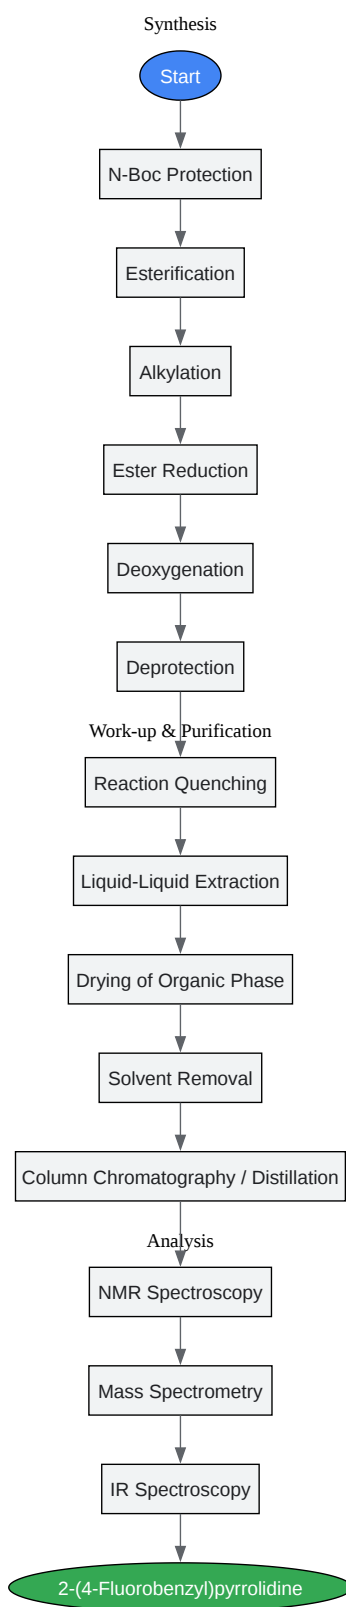 Synthesis
Start
N-Boc Protection
Esterification
Alkylation
Ester Reduction
Deoxygenation
Deprotection
Work-up & Purification
Reaction Quenching
Liquid-Liquid Extraction
Drying of Organic Phase
Solvent Removal
Column Chromatography / Distillation
Analysis
NMR Spectroscopy
Mass Spectrometry
IR Spectroscopy
2-(4-Fluorobenzyl)pyrrolidine